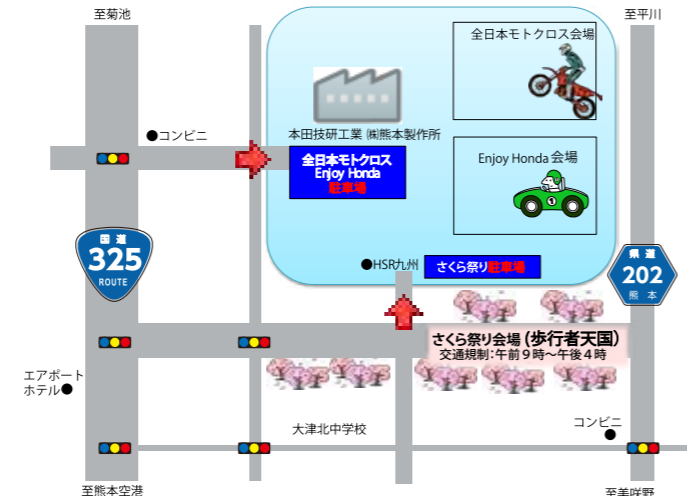 至菊池
至平川
全日本モトクロス会場
●コンビニ
本田技研工業 ㈱熊本製作所
全日本モトクロス
Enjoy Honda
駐車場
Enjoy Honda 会場
1
国道
325
ROUTE
●HSR九州
さくら祭り駐車場
県道
202
熊本
さくら祭り会場(歩行者天国)
交通規制:午前9時~午後4時
エアポート
ホテル●
大津北中学校
コンビニ
●
至熊本空港
至美咲野